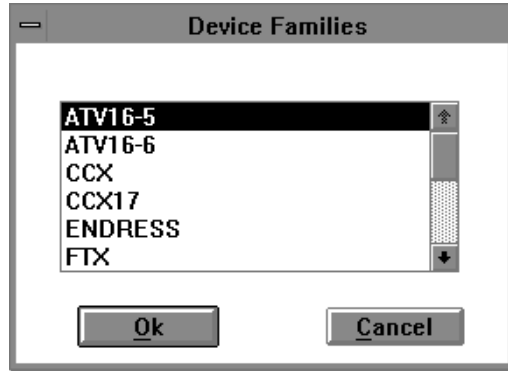 Device Families
ATV16-5
ATV16-6
CCX
CCX17
ENDRESS
FTX
Ok
Cancel